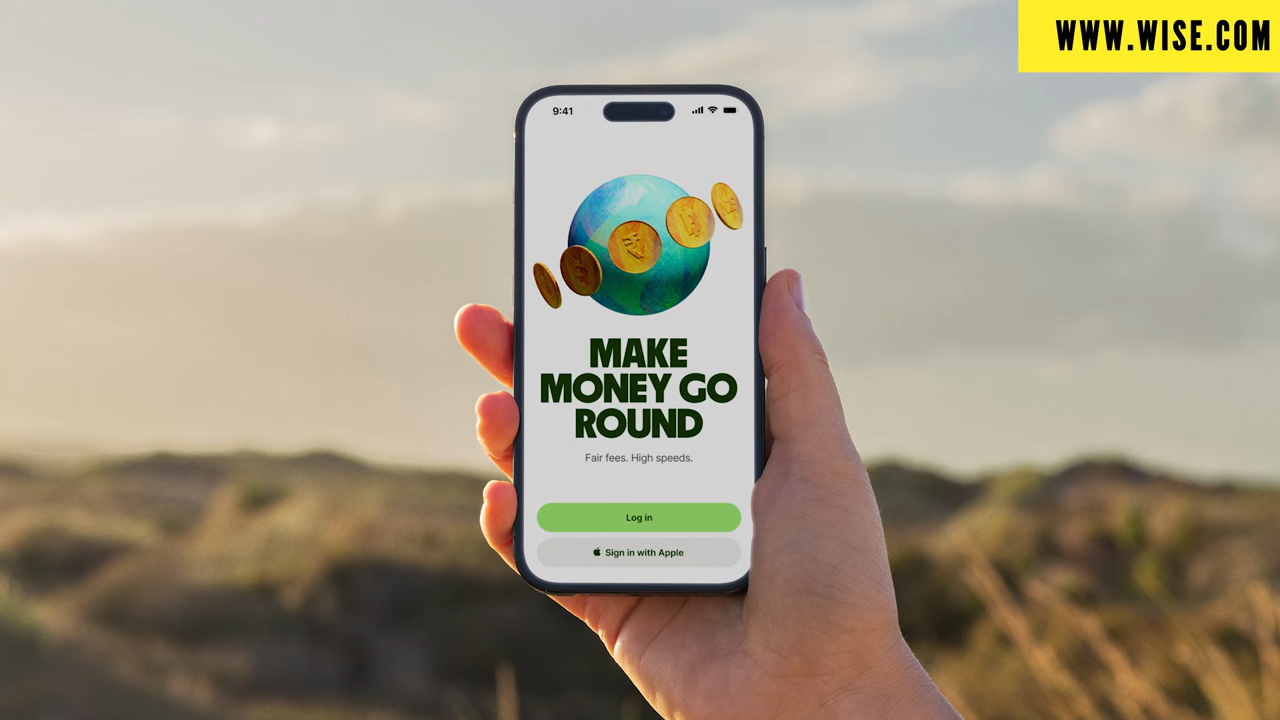 WWW.WISE.COM
9:41
MAKE
MONEY GO
ROUND
Fair fees. High speeds.
Log in
Sign in with Apple